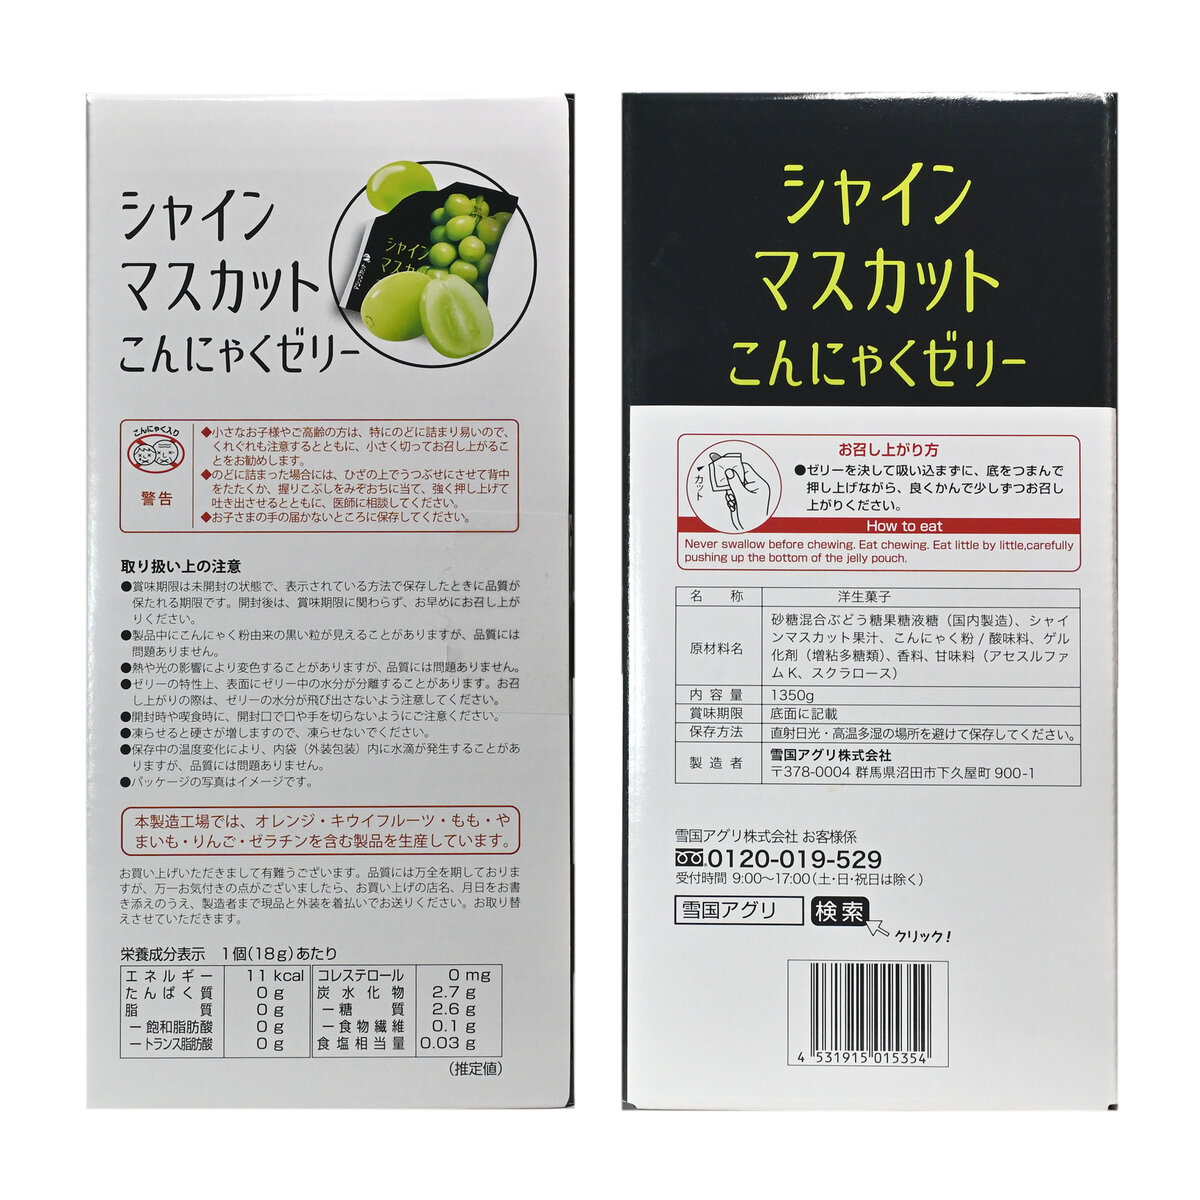 シャイン
マスカット
こんにゃくゼリー
シャイン
マスカ
こんにゃく入り
警告
◆小さなお子様やご高齢の方は、特にのどに詰まり易いので、
くれぐれも注意するとともに、小さく切ってお召し上がるこ
とをお勧めします。
◆のどに詰まった場合には、ひざの上でうつぶせにさせて背中
をたたくか、握りこぶしをみぞおちに当て、強く押し上げて
吐き出させるとともに、医師に相談してください。
◆お子さまの手の届かないところに保存してください。
取り扱い上の注意
●賞味期限は未開封の状態で、表示されている方法で保存したときに品質が
保たれる期限です。開封後は、賞味期限に関わらず、お早めにお召し上が
りください。
●製品中にこんにゃく粉由来の黒い粒が見えることがありますが、品質には
問題ありません。
●熱や光の影響により変色することがありますが、品質には問題ありません。
●ゼリーの特性上、表面にゼリー中の水分が分離することがあります。お召
し上がりの際は、ゼリーの水分が飛び出さないよう注意してください。
●開封時や喫食時に、開封口で口や手を切らないようにご注意ください。
●凍らせると硬さが増しますので、凍らせないでください。
●保存中の温度変化により、内袋（外装包装）内に水滴が発生することがあ
りますが、品質には問題ありません。
●パッケージの写真はイメージです。
本製造工場では、オレンジ・キウイフルーツ・もも・や
まいも・りんご・ゼラチンを含む製品を生産しています。
お買い上げいただきまして有難うございます。品質には万全を期しておりま
すが、万一お気付きの点がございましたら、お買い上げの店名、月日をお書
き添えのうえ、製造者まで現品と外装を着払いでお送りください。お取り替
えさせていただきます。
栄養成分表示 1個(18g)あたり
エネルギー 11 kcal コレステロール 0 mg
たんぱく質 0 g 炭水化物 2.7 g
脂質 0 g ー糖質 2.6 g
ー飽和脂肪酸 0 g ー食物繊維 0.1 g
ートランス脂肪酸 0 g 食塩相当量 0.03 g
(推定値)
シャイン
マスカット
こんにゃくゼリー
カット
お召し上がり方
●ゼリーを決して吸い込まずに、底をつまんで
押し上げながら、良くかんで少しずつお召し
上がりください。
How to eat
Never swallow before chewing. Eat chewing. Eat little by little,carefully
pushing up the bottom of the jelly pouch.
名称 洋生菓子
原材料名 砂糖混合ぶどう糖果糖液糖（国内製造）、シャイ
ンマスカット果汁、こんにゃく粉 / 酸味料、ゲル
化剤（増粘多糖類）、香料、甘味料（アセスルファ
ムK、スクラロース）
内容量 1350g
賞味期限 底面に記載
保存方法 直射日光・高温多湿の場所を避けて保存してください。
製造者 雪国アグリ株式会社
〒378-0004 群馬県沼田市下久屋町 900-1
雪国アグリ株式会社 お客様係
0120-019-529
受付時間 9:00〜17:00（土・日・祝日は除く）
雪国アグリ 検索
クリック！
4 531915 015354